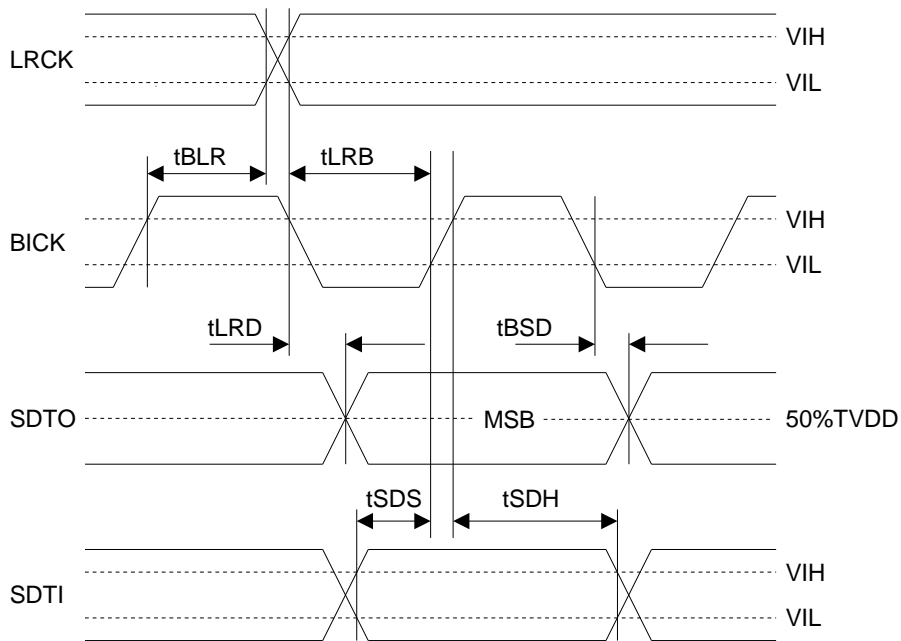 LRCK
VIH
VIL
tBLR
tLRB
BICK
VIH
VIL
tLRD
tBSD
SDTO
MSB
50%TVDD
tSDS
tSDH
SDTI
VIH
VIL